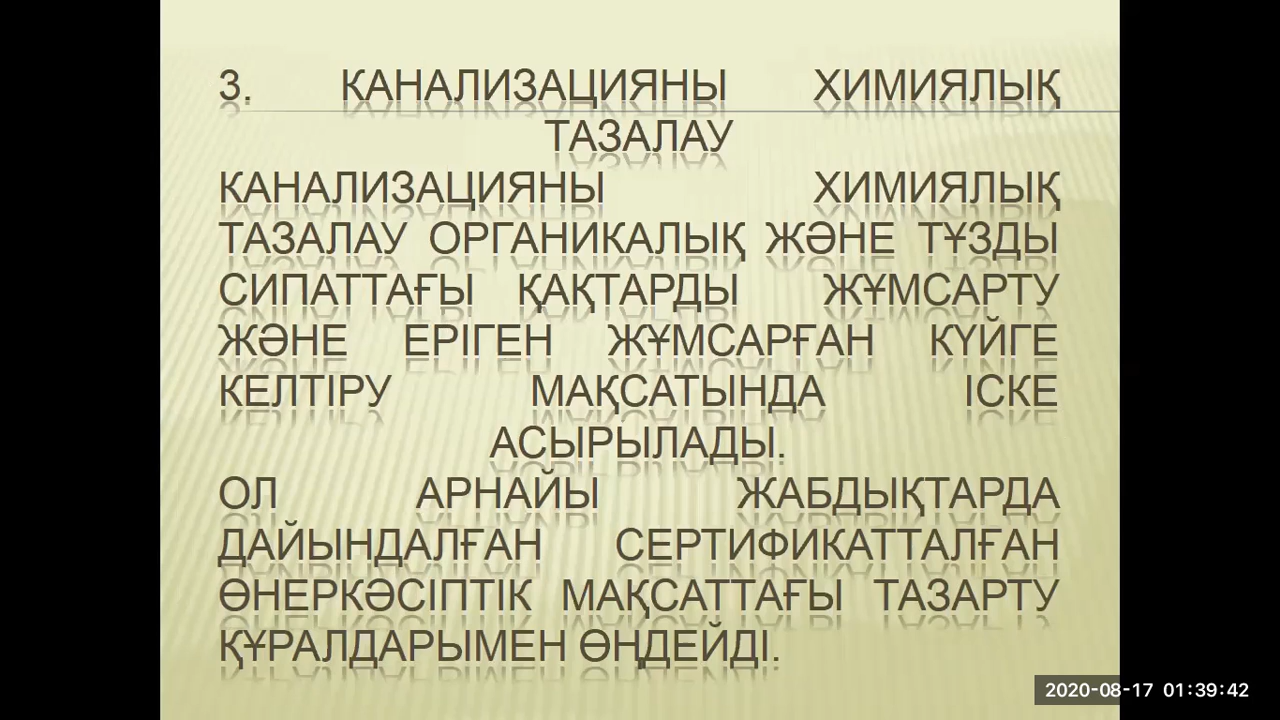 3. КАНАЛИЗАЦИЯНЫ ХИМИЯЛЫҚ
ТАЗАЛАУ
КАНАЛИЗАЦИЯНЫ ХИМИЯЛЫҚ
ТАЗАЛАУ ОРГАНИКАЛЫҚ ЖӘНЕ ТҰЗДЫ
СИПАТТАҒЫ ҚАҚТАРДЫ ЖҰМСАРТУ
ЖӘНЕ ЕРІГЕН ЖҰМСАРҒАН КҮЙГЕ
КЕЛТІРУ МАҚСАТЫНДА ІСКЕ
АСЫРЫЛАДЫ.
ОЛ АРНАЙЫ ЖАБДЫҚТАРДА
ДАЙЫНДАЛҒАН СЕРТИФИКАТТАЛҒАН
ӨНЕРКӘСІПТІК МАҚСАТТАҒЫ ТАЗАРТУ
ҚҰРАЛДАРЫМЕН ӨҢДЕЙДІ.
2020-08-17 01:39:42